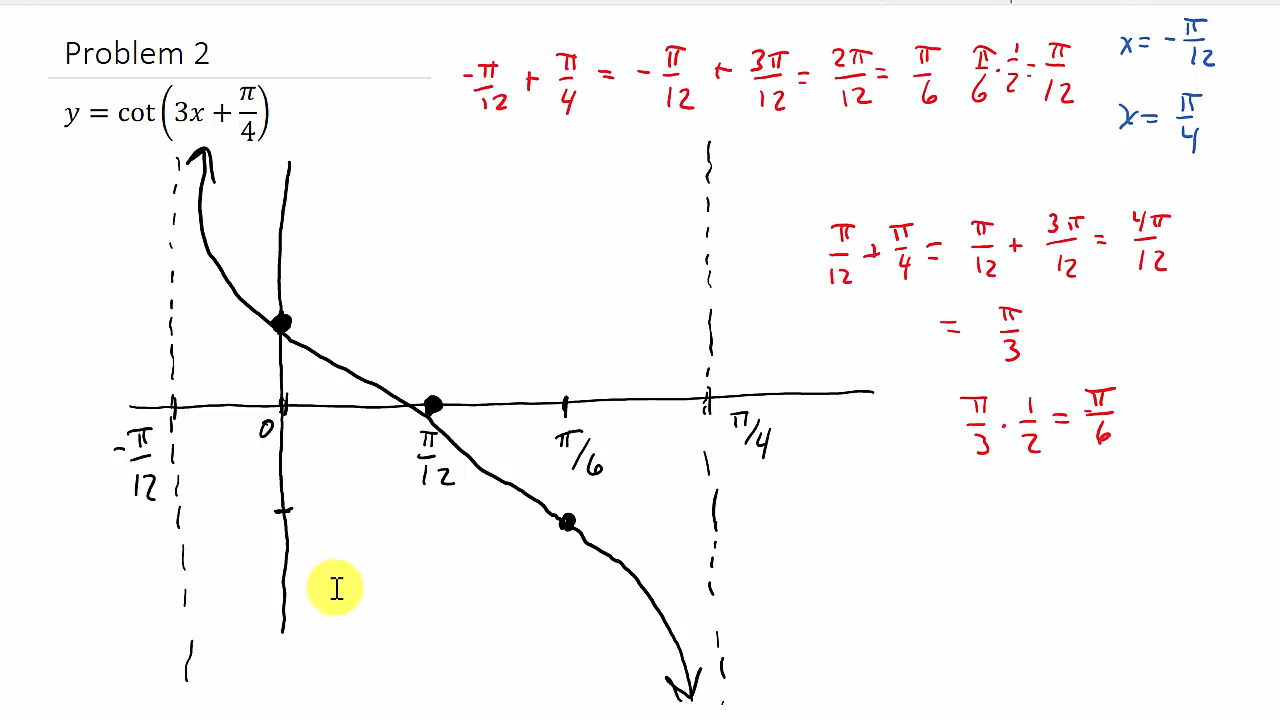 Problem 2
y = cot(3x + π/4)
-π/12 + π/4 = -π/12 + 3π/12 = 2π/12 = π/6
π/6 · 1/2 = π/12
x = -π/12
x = π/4
π/12 + π/4 = π/12 + 3π/12 = 4π/12
= π/3
π/3 · 1/2 = π/6
-π/12
0
π/12
π/6
π/4